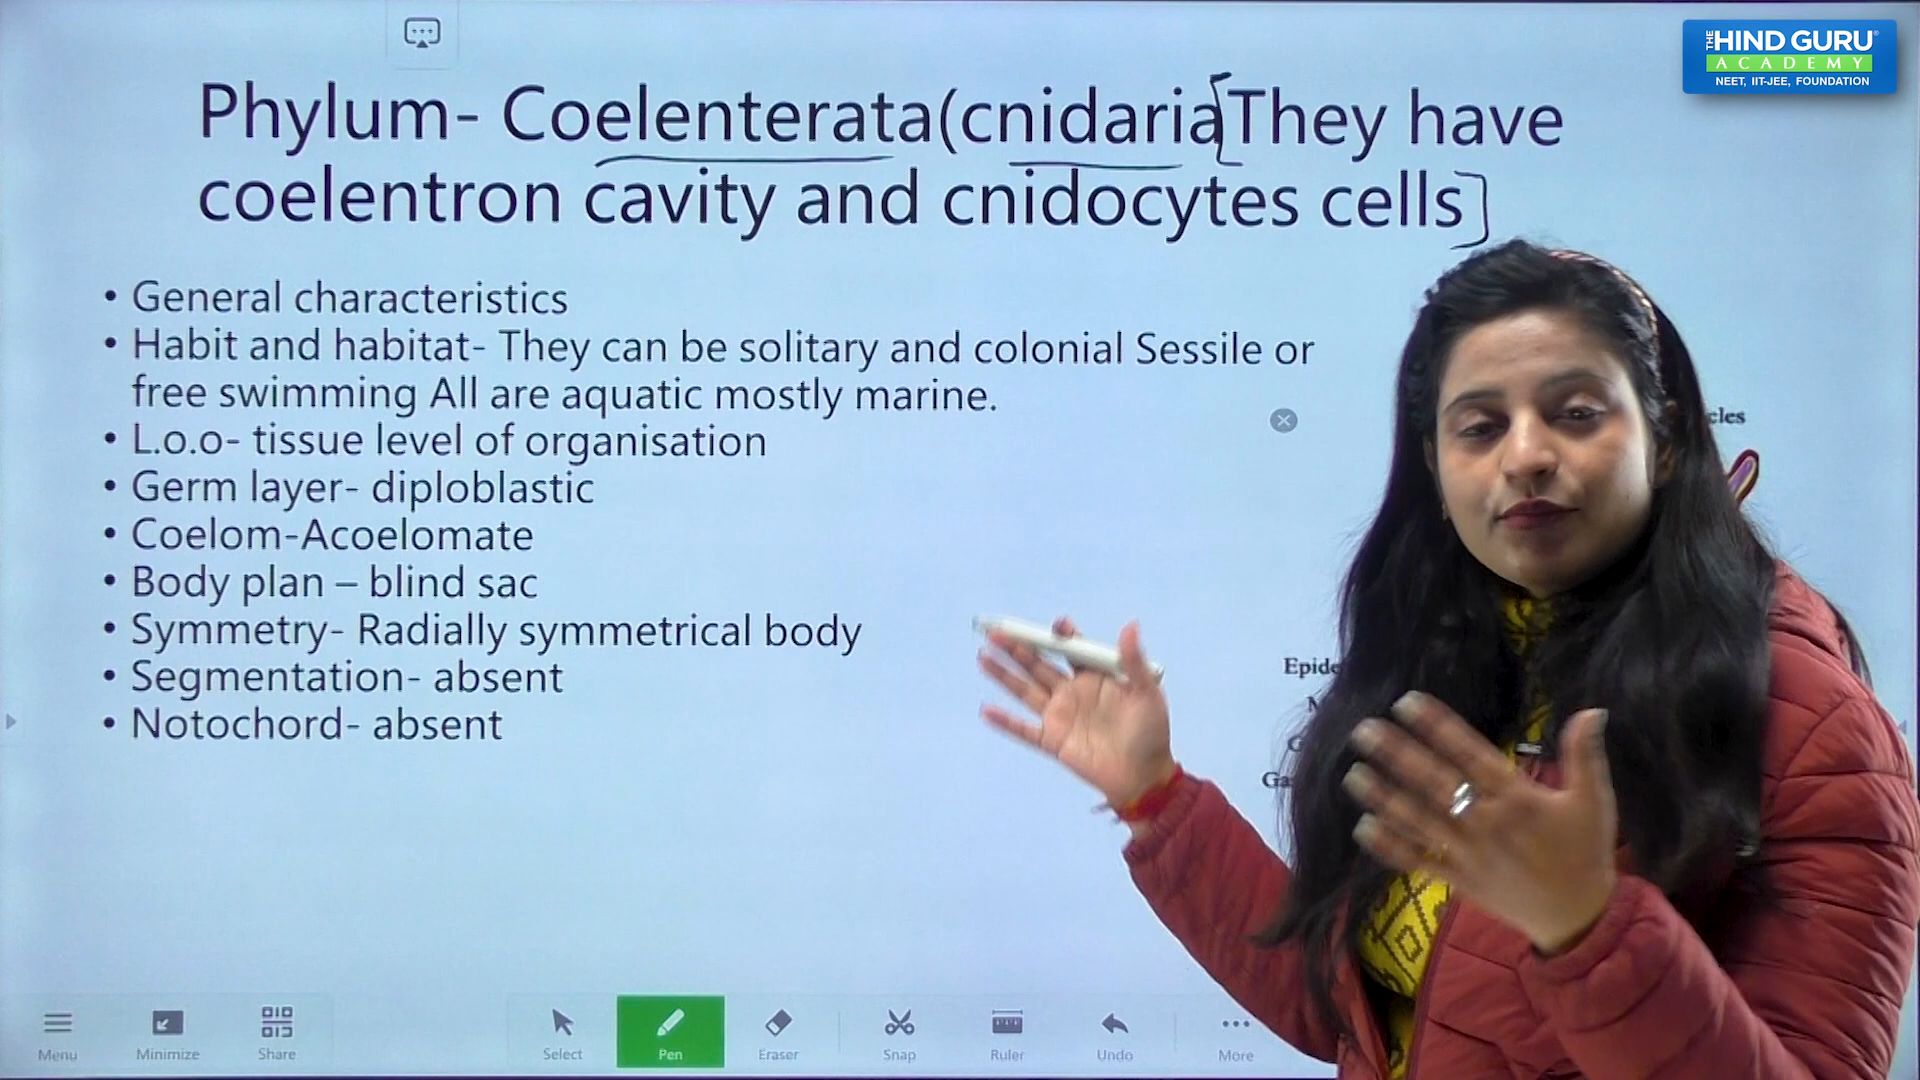 THE HIND GURU
ACADEMY
NEET, IIT-JEE, FOUNDATION
Phylum- Coelenterata(cnidaria[They have
coelentron cavity and cnidocytes cells]
• General characteristics
• Habit and habitat- They can be solitary and colonial Sessile or
free swimming All are aquatic mostly marine.
• L.o.o- tissue level of organisation
• Germ layer- diploblastic
• Coelom-Acoelomate
• Body plan – blind sac
• Symmetry- Radially symmetrical body
• Segmentation- absent
• Notochord- absent
Menu
Minimize
Share
Select
Pen
Eraser
Snap
Ruler
Undo
More